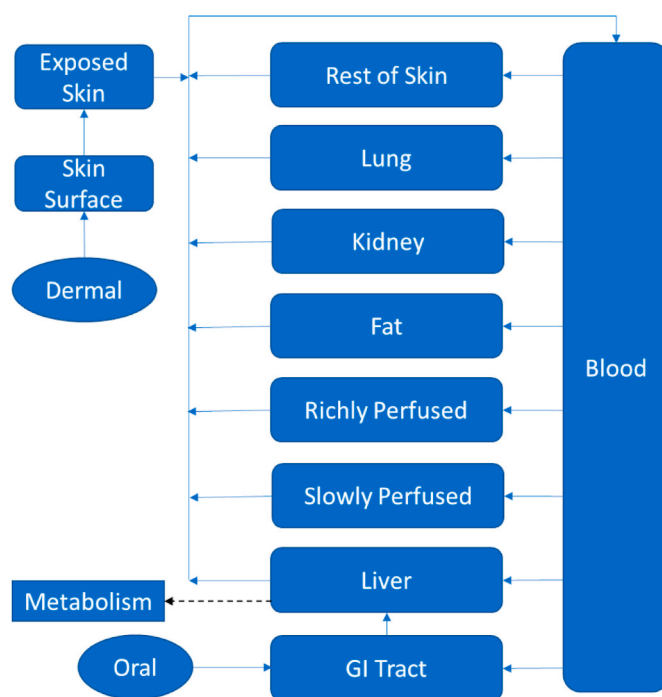 Exposed
Skin
Rest of Skin
Lung
Skin
Surface
Kidney
Dermal
Fat
Blood
Richly Perfused
Slowly Perfused
Liver
Metabolism
Oral
GI Tract